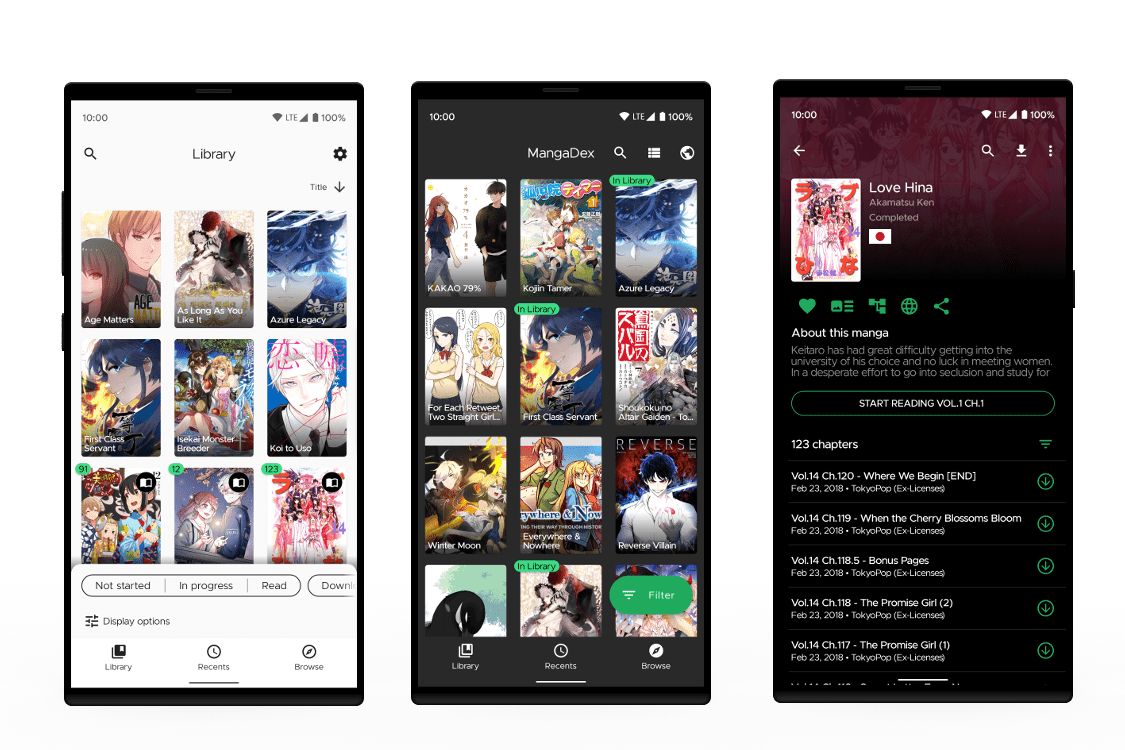 10:00
LTE
100%
Library
Title
Age Matters
As Long As You
Like It
Azure Legacy
First Class
Servant
Isekai Monster
Breeder
恋
嘘
Koi to Uso
91
12
123
Not started
In progress
Read
Downl
Display options
Library
Recents
Browse
10:00
LTE
100%
MangaDex
In Library
KAKAO 79%
Kojin Tamer
Azure Legacy
In Library
For Each Retweet,
Two Straight Girl...
First Class Servant
Shoukoku no
Altair Gaiden - To...
REVERSE
Winter Moon
Everywhere &
Nowhere
Reverse Villain
In Library
Filter
Library
Recents
Browse
10:00
LTE
100%
Love Hina
Akamatsu Ken
Completed
ラブ
14
ひな
About this manga
Keitaro has had great difficulty getting into the
university of his choice and no luck in meeting women.
In a desperate effort to go into seclusion and study for
START READING VOL.1 CH.1
123 chapters
Vol.14 Ch.120 - Where We Begin [END]
Feb 23, 2018 • TokyoPop (Ex-Licenses)
Vol.14 Ch.119 - When the Cherry Blossoms Bloom
Feb 23, 2018 • TokyoPop (Ex-Licenses)
Vol.14 Ch.118.5 - Bonus Pages
Feb 23, 2018 • TokyoPop (Ex-Licenses)
Vol.14 Ch.118 - The Promise Girl (2)
Feb 23, 2018 • TokyoPop (Ex-Licenses)
Vol.14 Ch.117 - The Promise Girl (1)
Feb 23, 2018 • TokyoPop (Ex-Licenses)